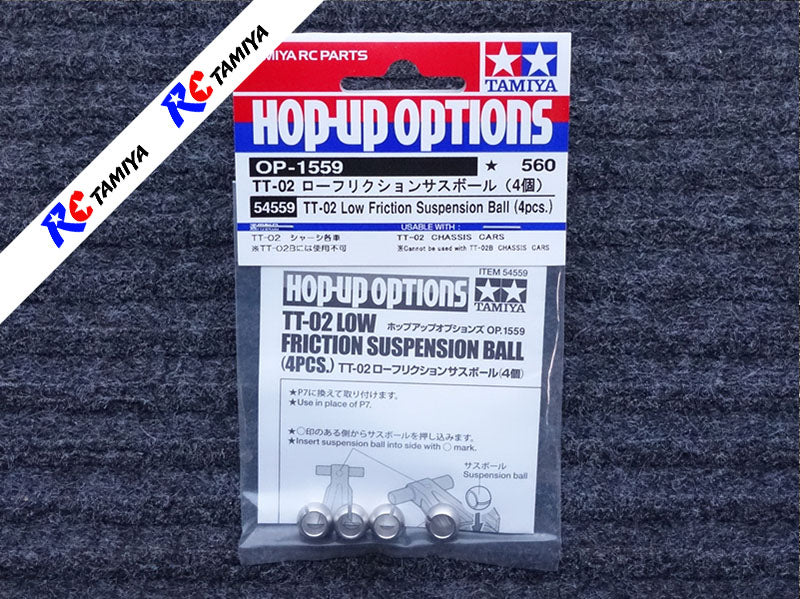 RC TAMIYA
RC TAMIYA
MIYA RC PARTS
TAMIYA
HOP-UP OPTIONS
OP-1559 ★ 560
TT-02 ローフリクションサスボール（4個）
54559 TT-02 Low Friction Suspension Ball (4pcs.)
USABLE WITH :
TT-02 シャーシ各車 TT-02 CHASSIS CARS
※TT-02Bには使用不可 ※Cannot be used with TT-02B CHASSIS CARS
ITEM 54559
HOP-UP OPTIONS
TAMIYA
TT-02 LOW ホップアップオプションズ OP.1559
FRICTION SUSPENSION BALL
(4PCS.) TT-02ローフリクションサスボール(4個)
★P7に換えて取り付けます。
★Use in place of P7.
★○印のある側からサスボールを押し込みます。
★Insert suspension ball into side with ○ mark.
サスボール
Suspension ball